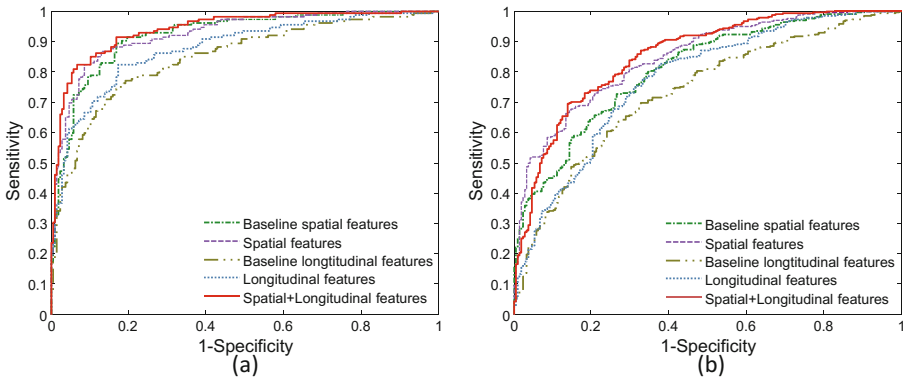 1
0.9
0.8
0.7
0.6
0.5
0.4
0.3
0.2
0.1
0
Sensitivity
Baseline spatial features
Spatial features
Baseline longtitudinal features
Longitudinal features
Spatial+Longitudinal features
0 0.2 0.4 0.6 0.8 1
1-Specificity
(a)
1
0.9
0.8
0.7
0.6
0.5
0.4
0.3
0.2
0.1
0
Sensitivity
Baseline spatial features
Spatial features
Baseline longtitudinal features
Longitudinal features
Spatial+Longitudinal features
0 0.2 0.4 0.6 0.8 1
1-Specificity
(b)